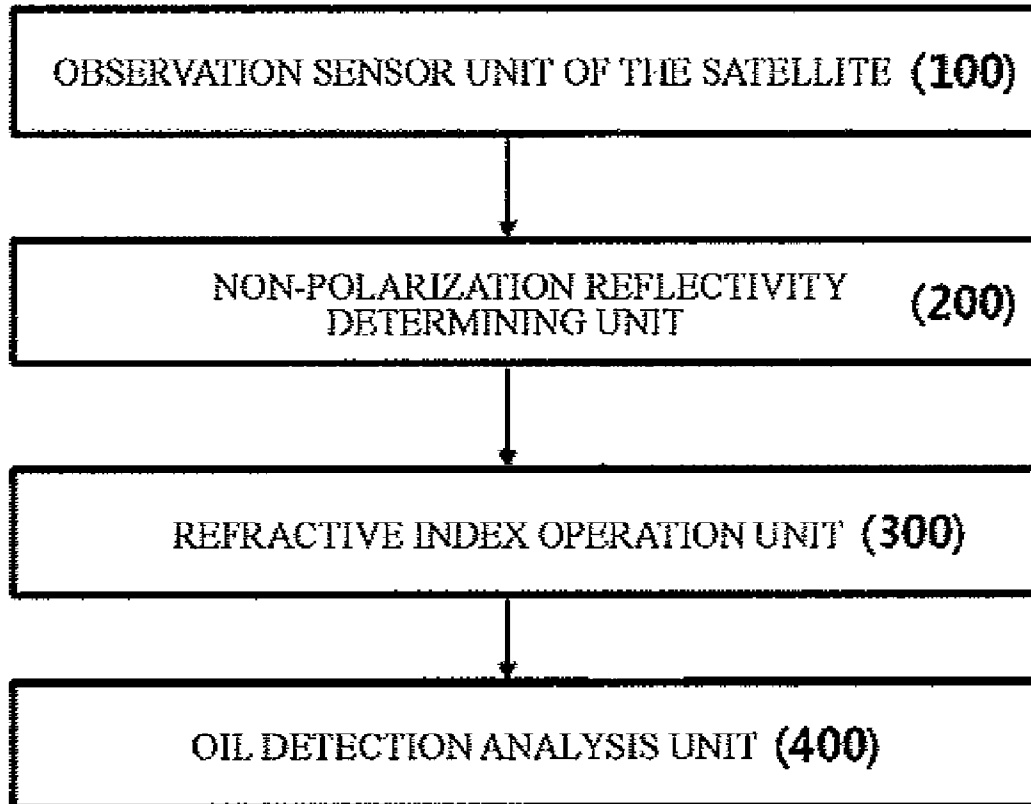 OBSERVATION SENSOR UNIT OF THE SATELLITE (100)
NON-POLARIZATION REFLECTIVITY
DETERMINING UNIT (200)
REFRACTIVE INDEX OPERATION UNIT (300)
OIL DETECTION ANALYSIS UNIT (400)